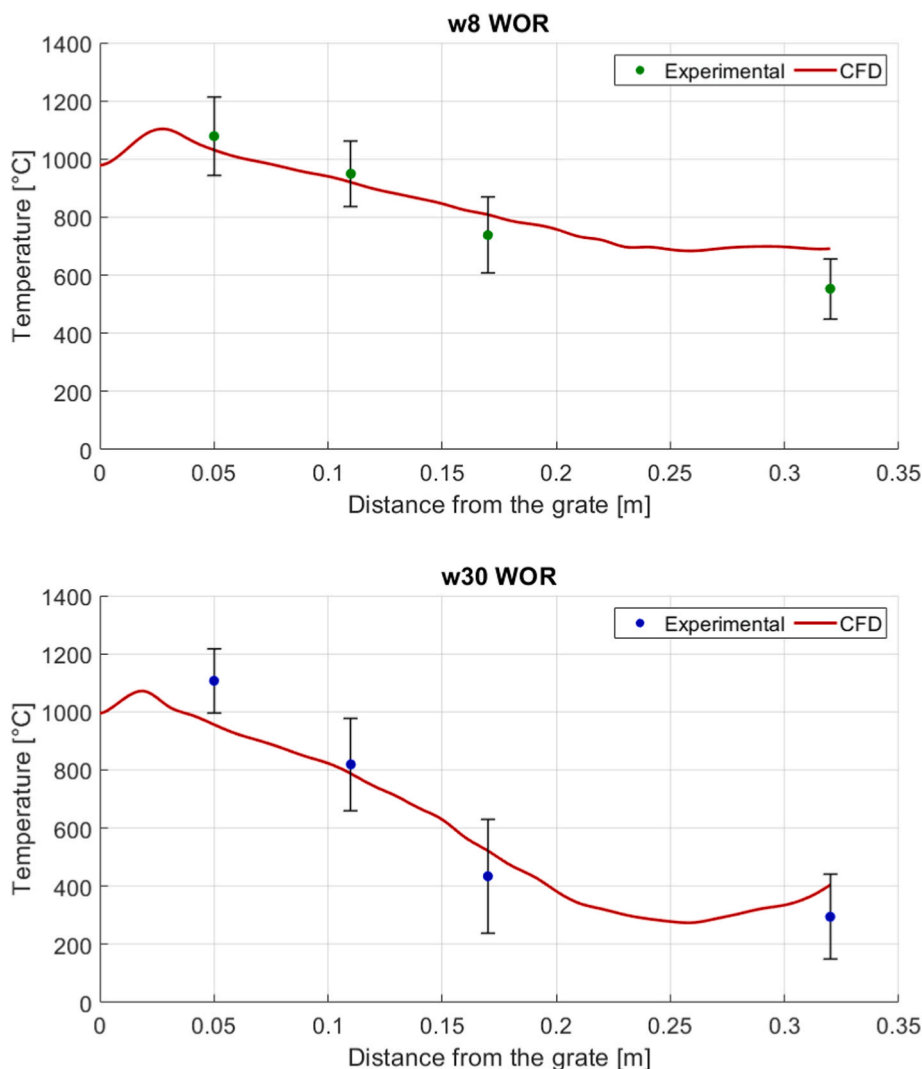 w8 WOR
1400
1200
1000
800
600
400
200
0
Temperature [°C]
Experimental CFD
0 0.05 0.1 0.15 0.2 0.25 0.3 0.35
Distance from the grate [m]
w30 WOR
1400
1200
1000
800
600
400
200
0
Temperature [°C]
Experimental CFD
0 0.05 0.1 0.15 0.2 0.25 0.3 0.35
Distance from the grate [m]